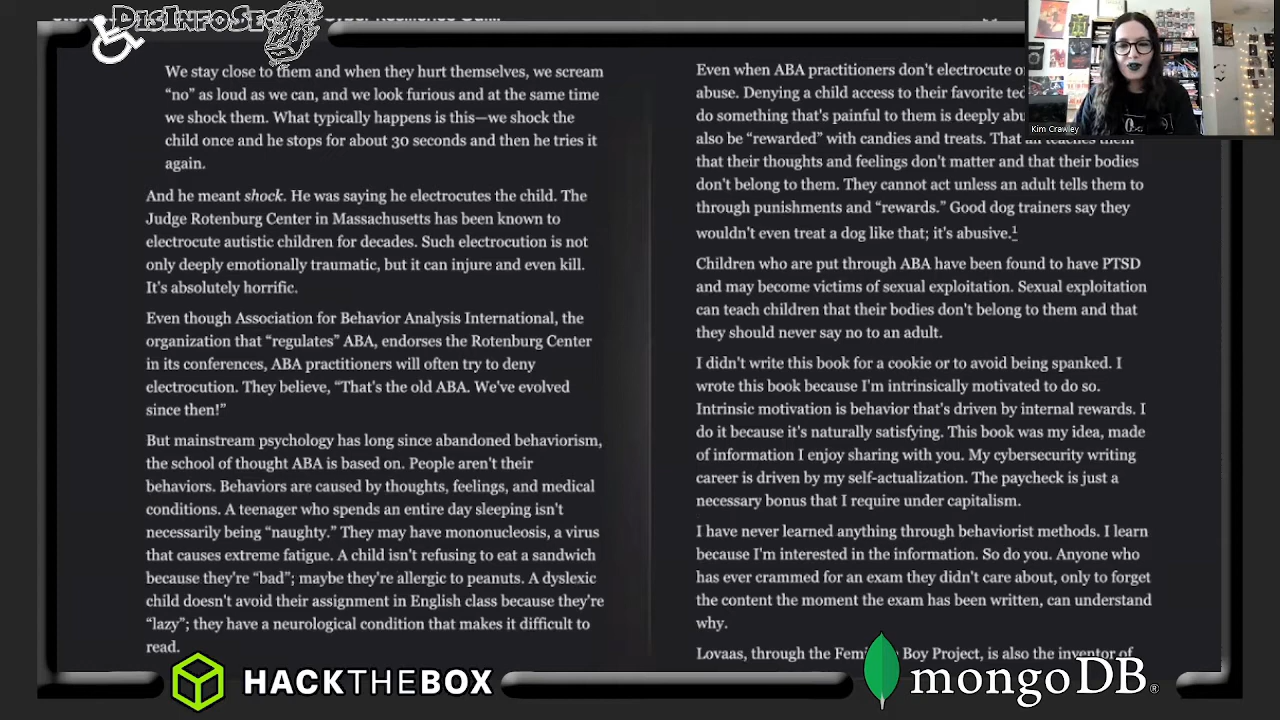 DISINFOSEC
We stay close to them and when they hurt themselves, we scream
“no” as loud as we can, and we look furious and at the same time
we shock them. What typically happens is this—we shock the
child once and he stops for about 30 seconds and then he tries it
again.
And he meant shock. He was saying he electrocutes the child. The
Judge Rotenburg Center in Massachusetts has been known to
electrocute autistic children for decades. Such electrocution is not
only deeply emotionally traumatic, but it can injure and even kill.
It's absolutely horrific.
Even though Association for Behavior Analysis International, the
organization that “regulates” ABA, endorses the Rotenburg Center
in its conferences, ABA practitioners will often try to deny
electrocution. They believe, “That's the old ABA. We've evolved
since then!”
But mainstream psychology has long since abandoned behaviorism,
the school of thought ABA is based on. People aren't their
behaviors. Behaviors are caused by thoughts, feelings, and medical
conditions. A teenager who spends an entire day sleeping isn't
necessarily being “naughty.” They may have mononucleosis, a virus
that causes extreme fatigue. A child isn't refusing to eat a sandwich
because they're “bad”; maybe they're allergic to peanuts. A dyslexic
child doesn't avoid their assignment in English class because they're
“lazy”; they have a neurological condition that makes it difficult to
read.
Even when ABA practitioners don't electrocute
abuse. Denying a child access to their favorite
do something that's painful to them is deeply
also be “rewarded” with candies and treats. That all teaches them
that their thoughts and feelings don't matter and that their bodies
don't belong to them. They cannot act unless an adult tells them to
through punishments and “rewards.” Good dog trainers say they
wouldn't even treat a dog like that; it's abusive.1
Children who are put through ABA have been found to have PTSD
and may become victims of sexual exploitation. Sexual exploitation
can teach children that their bodies don't belong to them and that
they should never say no to an adult.
I didn't write this book for a cookie or to avoid being spanked. I
wrote this book because I'm intrinsically motivated to do so.
Intrinsic motivation is behavior that's driven by internal rewards. I
do it because it's naturally satisfying. This book was my idea, made
of information I enjoy sharing with you. My cybersecurity writing
career is driven by my self-actualization. The paycheck is just a
necessary bonus that I require under capitalism.
I have never learned anything through behaviorist methods. I learn
because I'm interested in the information. So do you. Anyone who
has ever crammed for an exam they didn't care about, only to forget
the content the moment the exam has been written, can understand
why.
Lovaas, through the Boy Project, is also the inventor of
Kim Crawley
HACKTHEBOX
mongoDB®